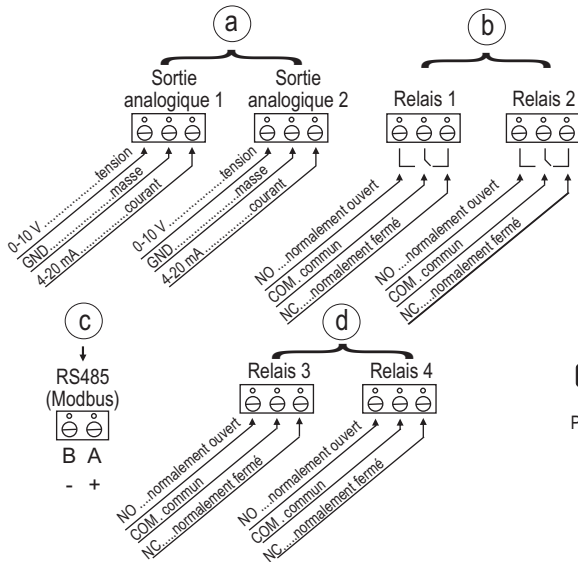 a
b
Sortie
analogique 1
Sortie
analogique 2
Relais 1
Relais 2
0-10 V ..............tension
GND......................masse
4-20 mA...............courant
0-10 V ..............tension
GND......................masse
4-20 mA...............courant
NO ....normalement ouvert
COM . commun
NC.....normalement fermé
NO ....normalement ouvert
COM . commun
NC.....normalement fermé
c
d
RS485
(Modbus)
B A
- +
Relais 3
Relais 4
NO ....normalement ouvert
COM . commun
NC.....normalement fermé
NO ....normalement ouvert
COM . commun
NC.....normalement fermé
P